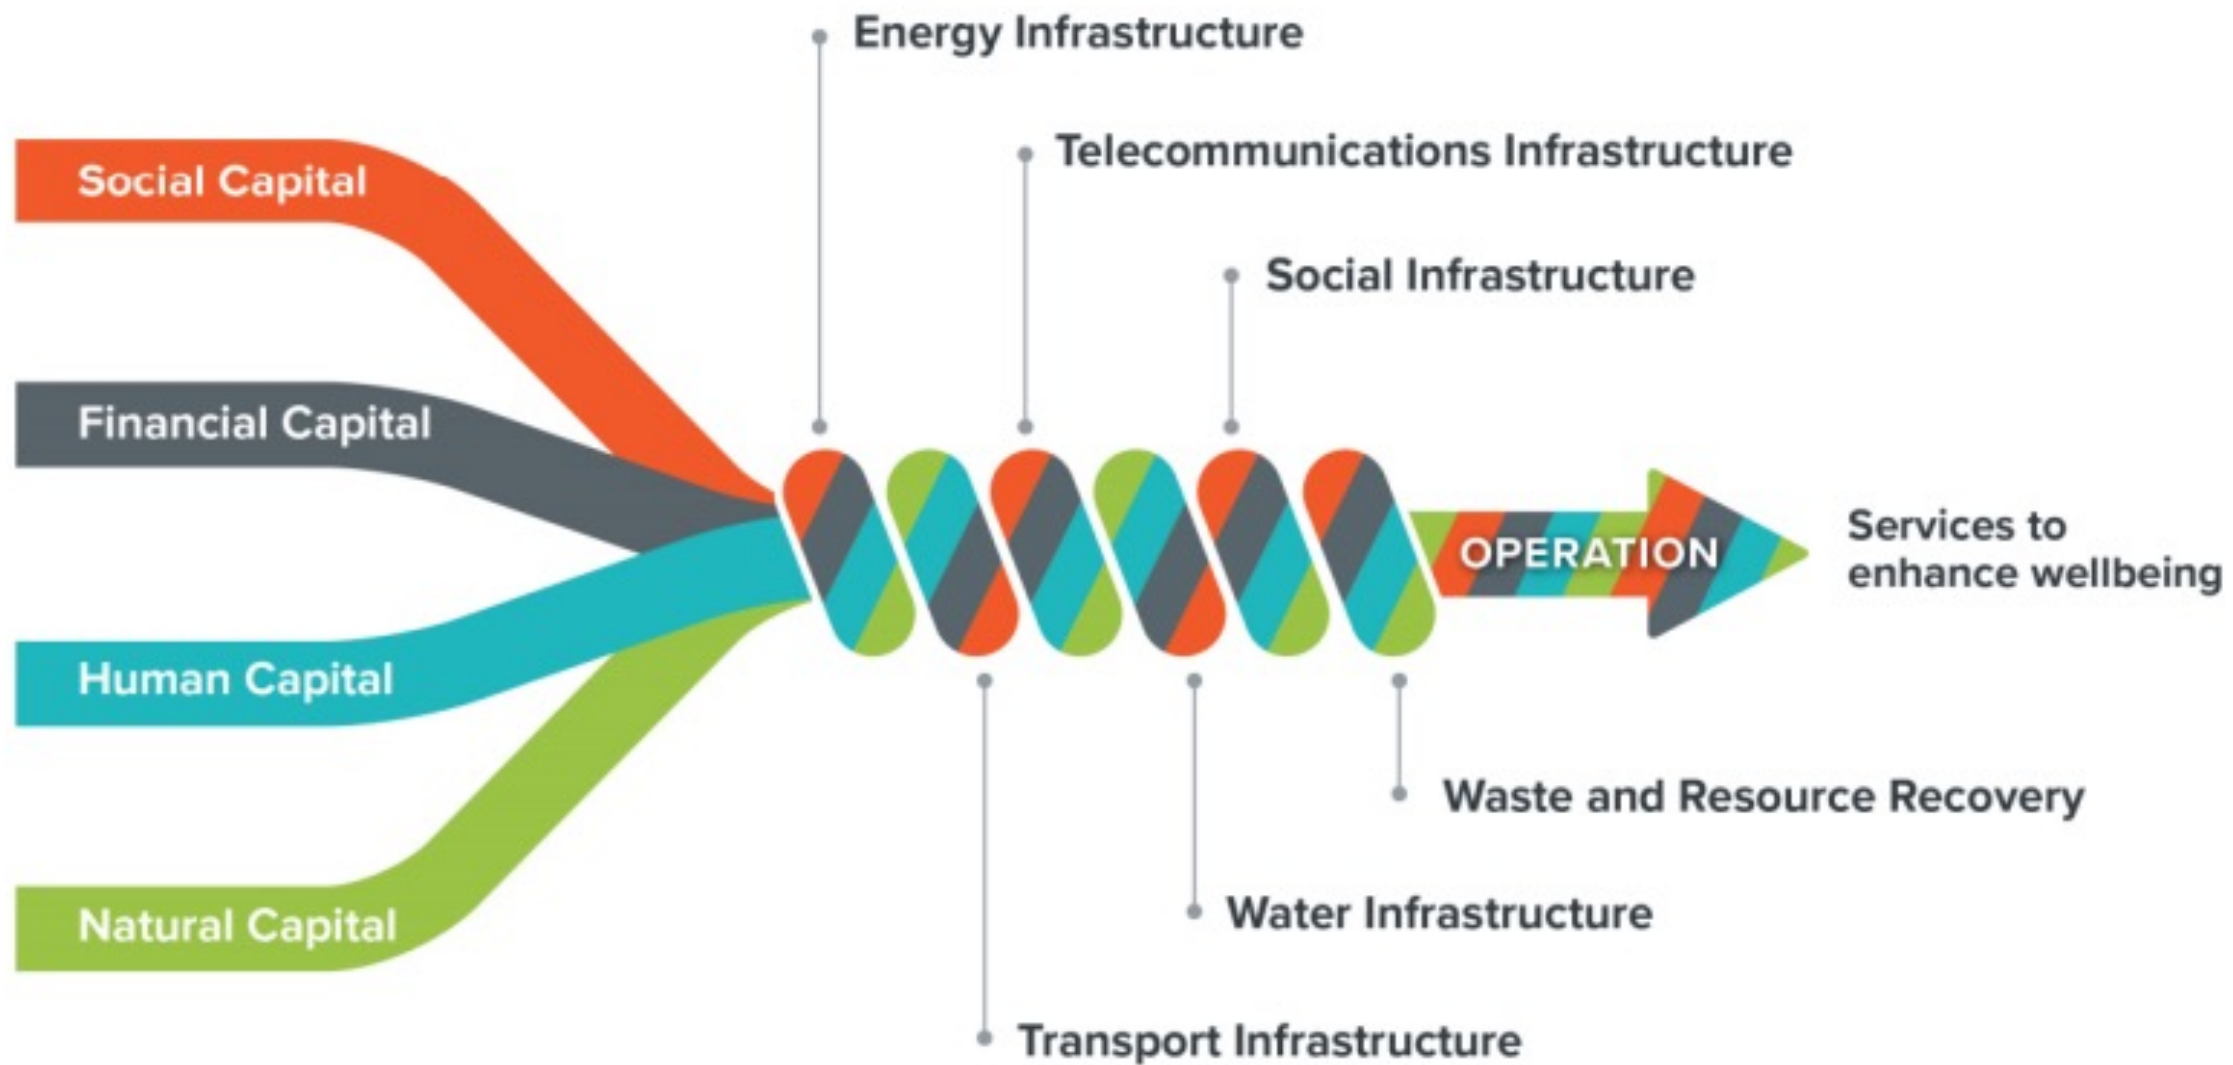 Energy Infrastructure
Telecommunications Infrastructure
Social Capital
Social Infrastructure
Financial Capital
OPERATION
Services to
enhance wellbeing
Human Capital
Waste and Resource Recovery
Natural Capital
Water Infrastructure
Transport Infrastructure